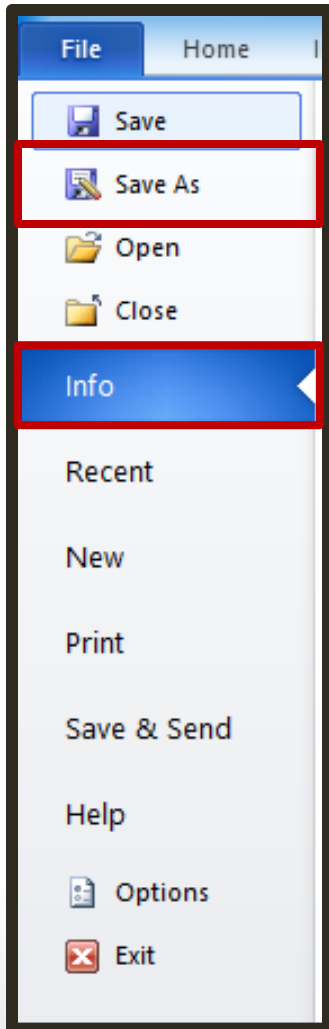 File Home
Save
Save As
Open
Close
Info
Recent
New
Print
Save & Send
Help
Options
Exit